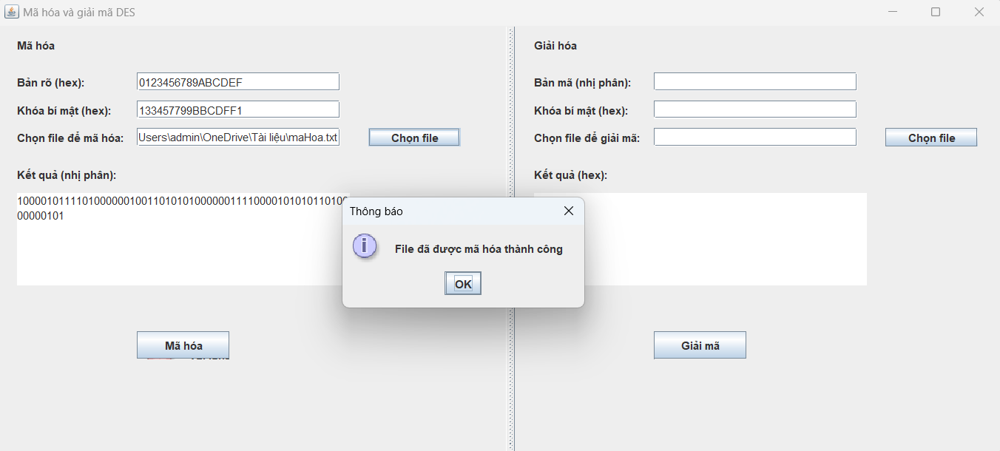 Mã hóa và giải mã DES
Mã hóa
Bản rõ (hex): 0123456789ABCDEF
Khóa bí mật (hex): 133457799BBCDFF1
Chọn file để mã hóa: Users\admin\OneDrive\Tài liệu\maHoa.txt Chọn file
Kết quả (nhị phân):
10000101111010000001001101010100000011110000101010110100
00000101
Mã hóa
Giải hóa
Bản mã (nhị phân):
Khóa bí mật (hex):
Chọn file để giải mã: Chọn file
Kết quả (hex):
Giải mã
Thông báo
File đã được mã hóa thành công
OK